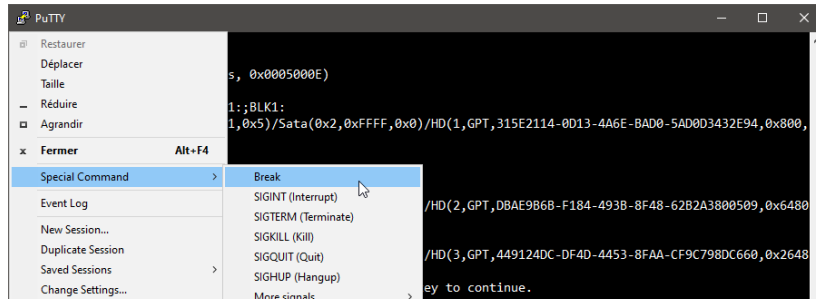 PuTTY
Restaurer
Déplacer
Taille
Réduire
Agrandir
Fermer Alt+F4
Special Command
Event Log
New Session...
Duplicate Session
Saved Sessions
Change Settings...
Break
SIGINT (Interrupt)
SIGTERM (Terminate)
SIGKILL (Kill)
SIGQUIT (Quit)
SIGHUP (Hangup)
More signals
s, 0x0005000E)
1:;BLK1:
1,0x5)/Sata(0x2,0xFFFF,0x0)/HD(1,GPT,315E2114-0D13-4A6E-BAD0-5AD0D3432E94,0x800,
/HD(2,GPT,DBAE9B6B-F184-493B-8F48-62B2A3800509,0x6480
/HD(3,GPT,449124DC-DF4D-4453-8FAA-CF9C798DC660,0x2648
ey to continue.